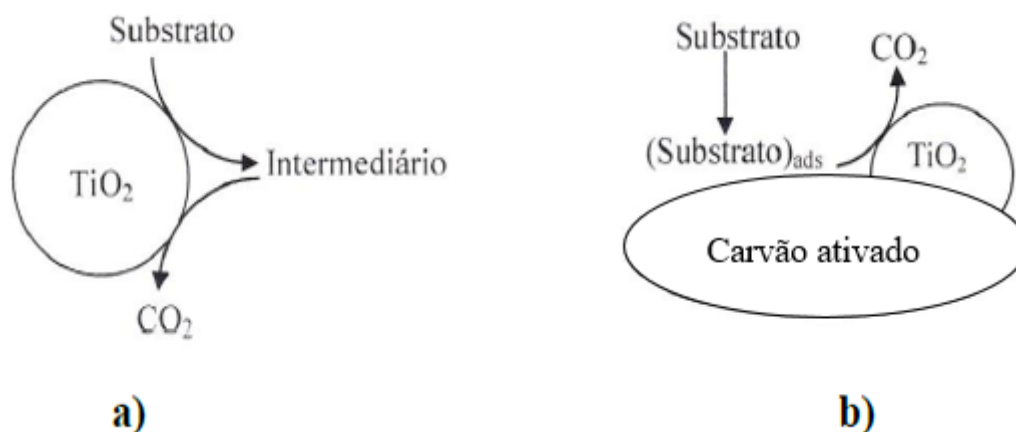 Substrato
TiO₂
Intermediário
CO₂
a)
Substrato
CO₂
(Substrato)ads
TiO₂
Carvão ativado
b)